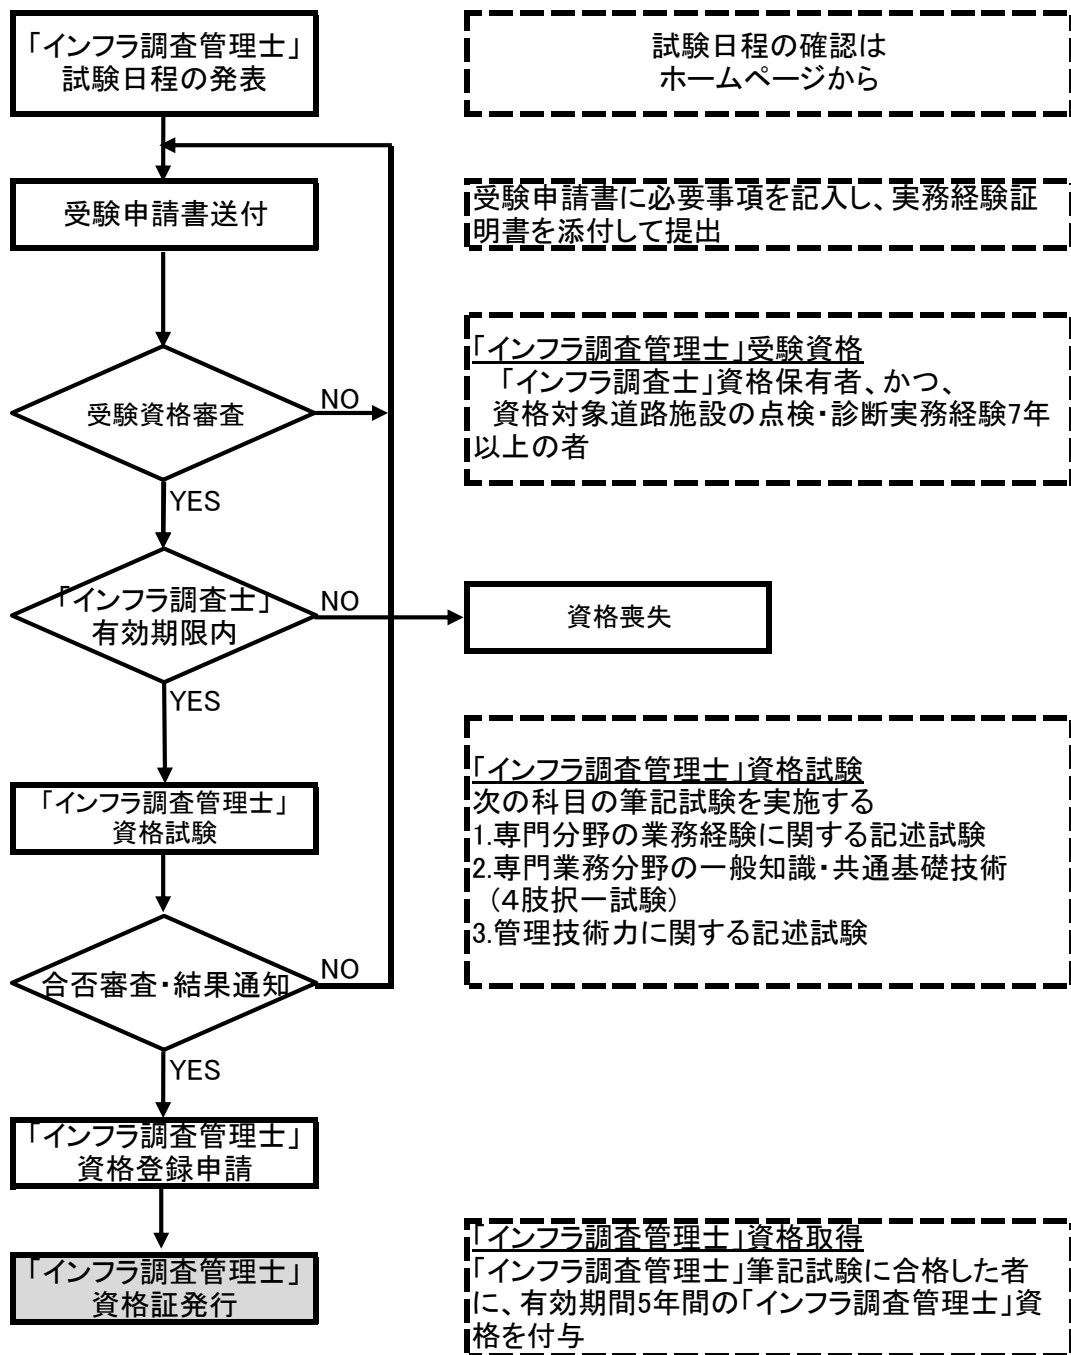 「インフラ調査管理士」
試験日程の発表
試験日程の確認は
ホームページから
受験申請書送付
受験申請書に必要事項を記入し、実務経験証
明書を添付して提出
「インフラ調査管理士」受験資格
「インフラ調査士」資格保有者、かつ、
資格対象道路施設の点検・診断実務経験7年
以上の者
受験資格審査
NO
YES
「インフラ調査士」
有効期限内
NO
資格喪失
YES
「インフラ調査管理士」
資格試験
「インフラ調査管理士」資格試験
次の科目の筆記試験を実施する
1.専門分野の業務経験に関する記述試験
2.専門業務分野の一般知識・共通基礎技術
（4肢択一試験）
3.管理技術力に関する記述試験
合否審査・結果通知
NO
YES
「インフラ調査管理士」
資格登録申請
「インフラ調査管理士」
資格証発行
「インフラ調査管理士」資格取得
「インフラ調査管理士」筆記試験に合格した者
に、有効期間5年間の「インフラ調査管理士」資
格を付与